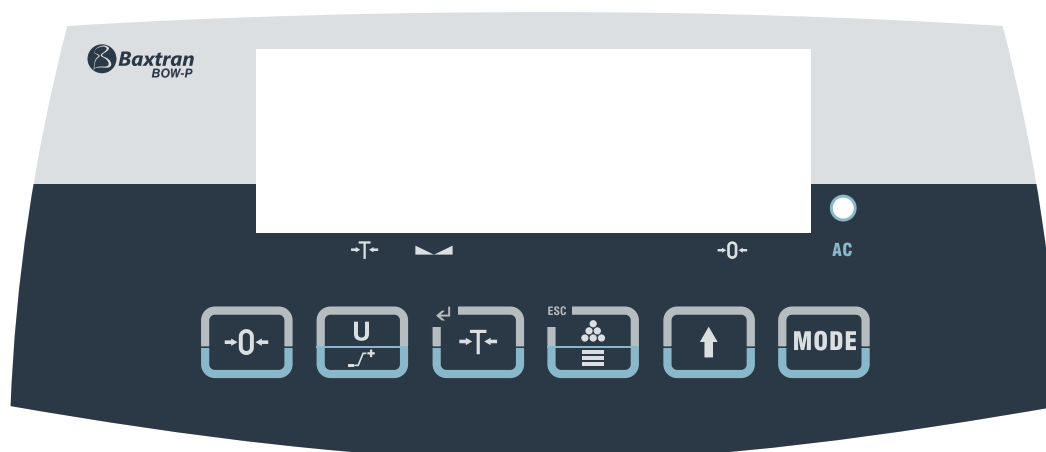 Baxtran
BOW-P
→T← →0← AC
→0←
U
→T←
ESC
MODE